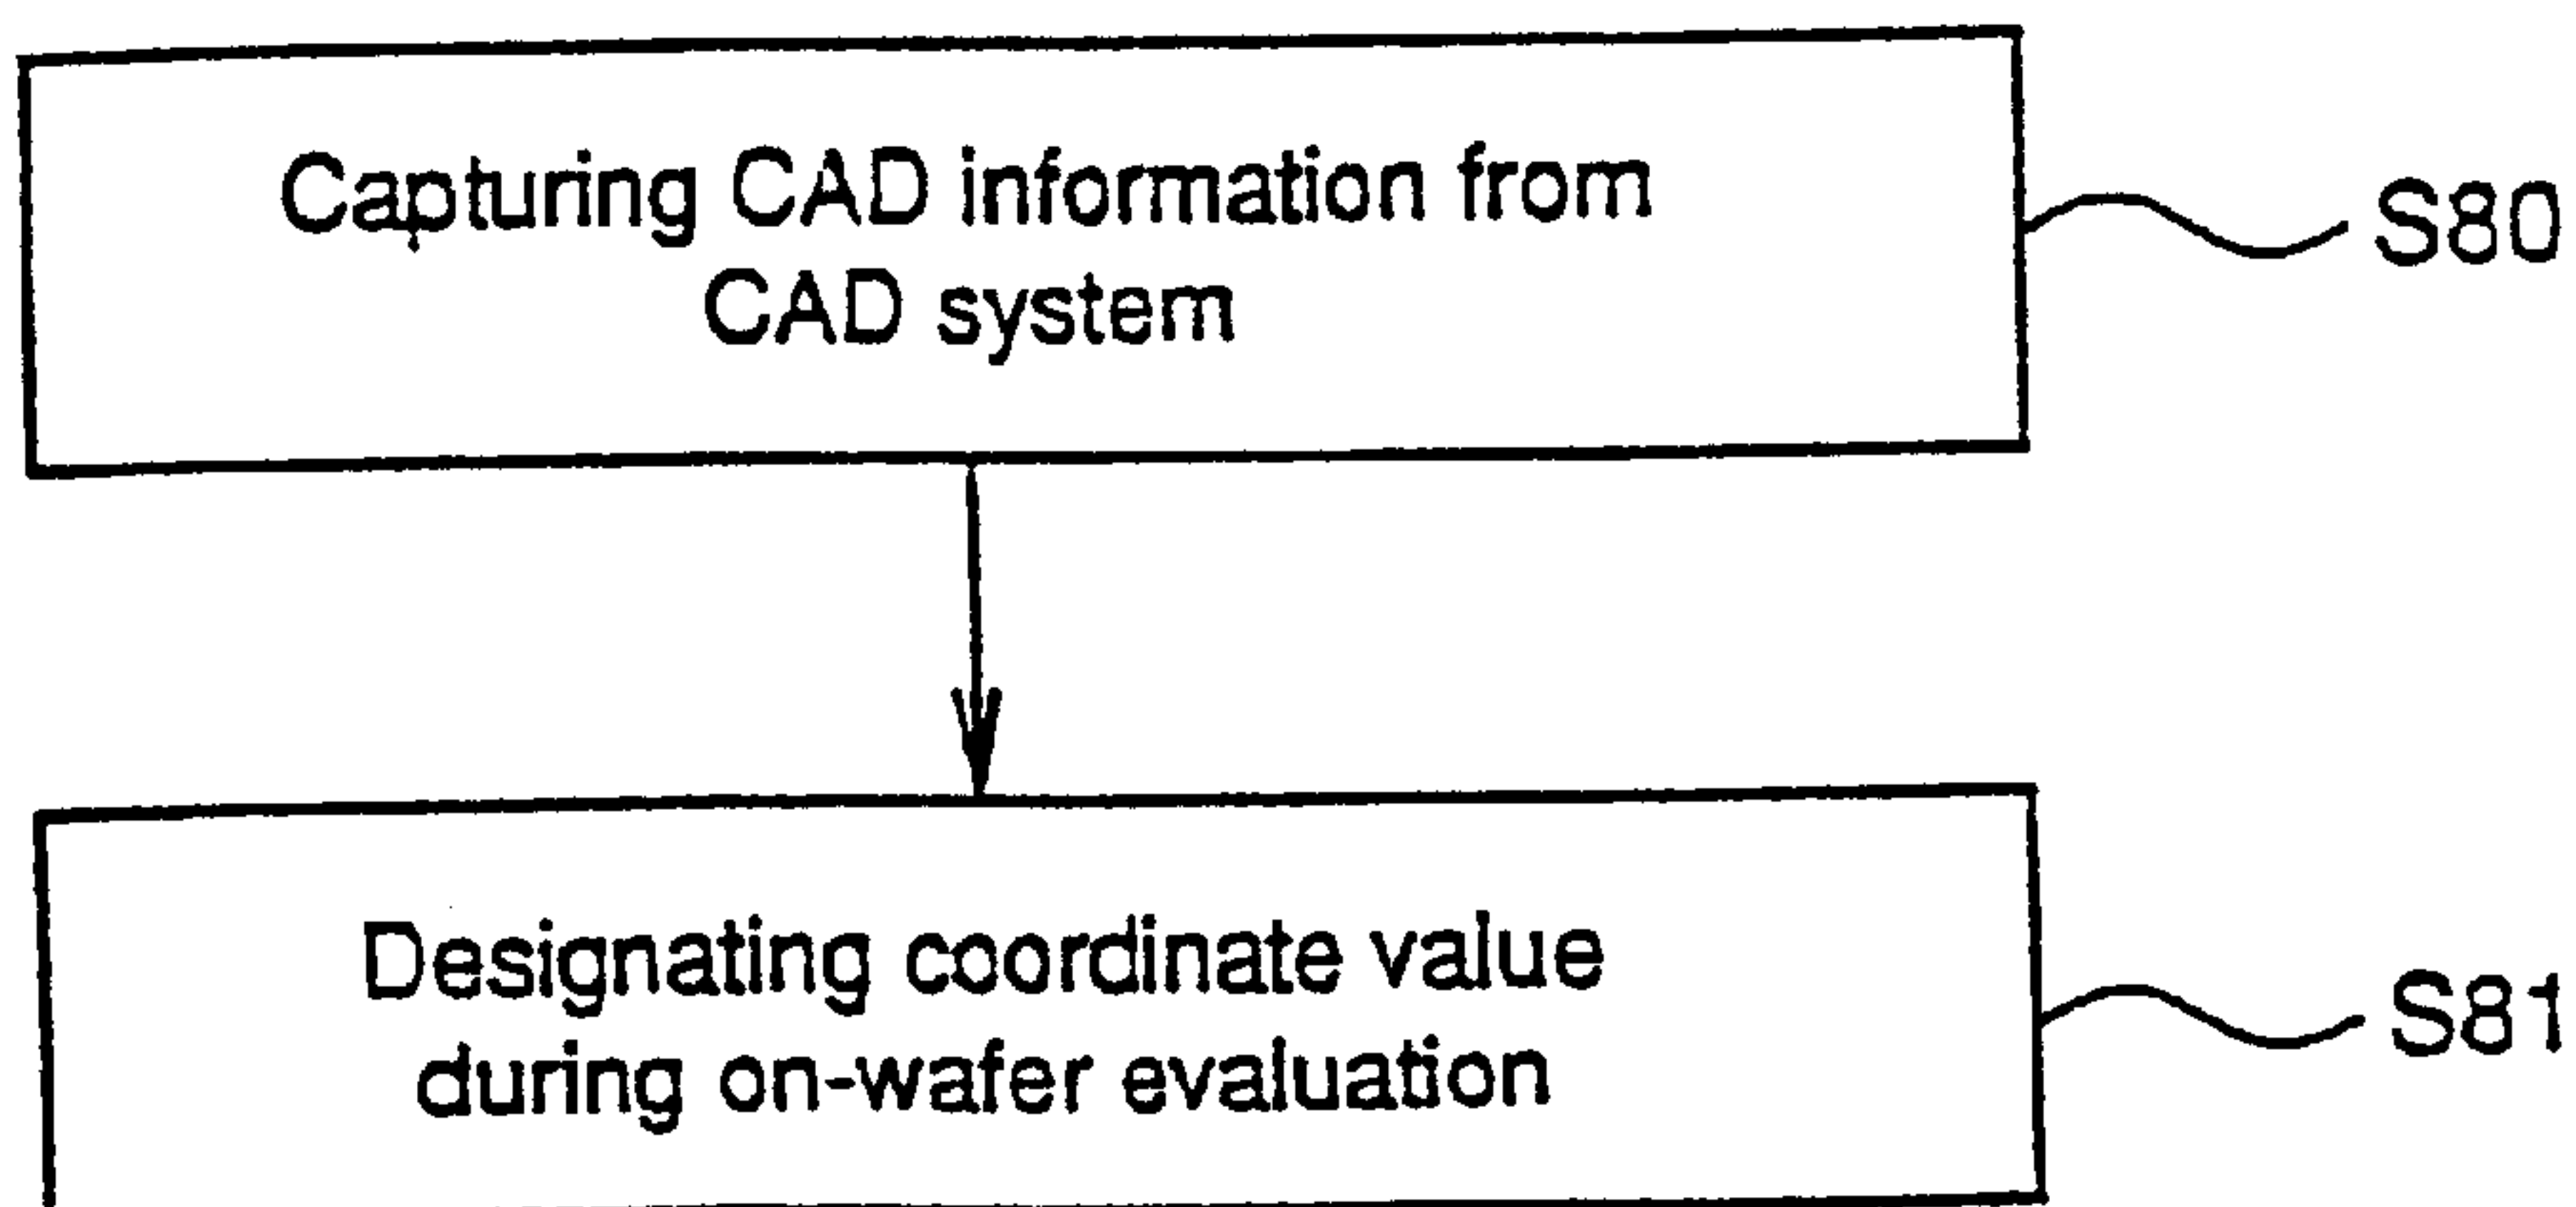 Capturing CAD information from
CAD system
S80
Designating coordinate value
during on-wafer evaluation
S81